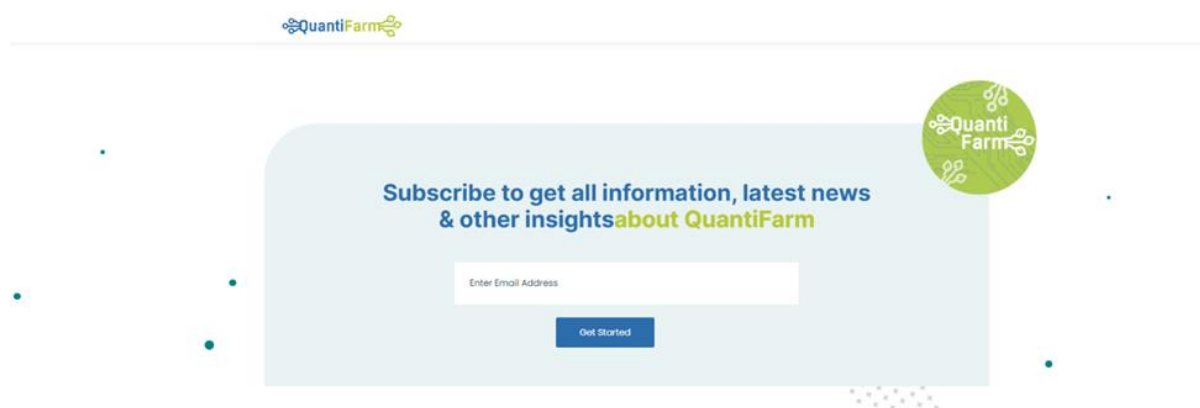 QuantiFarm
Quanti
Farm
Subscribe to get all information, latest news
& other insightsabout QuantiFarm
Enter Email Address
Get Started